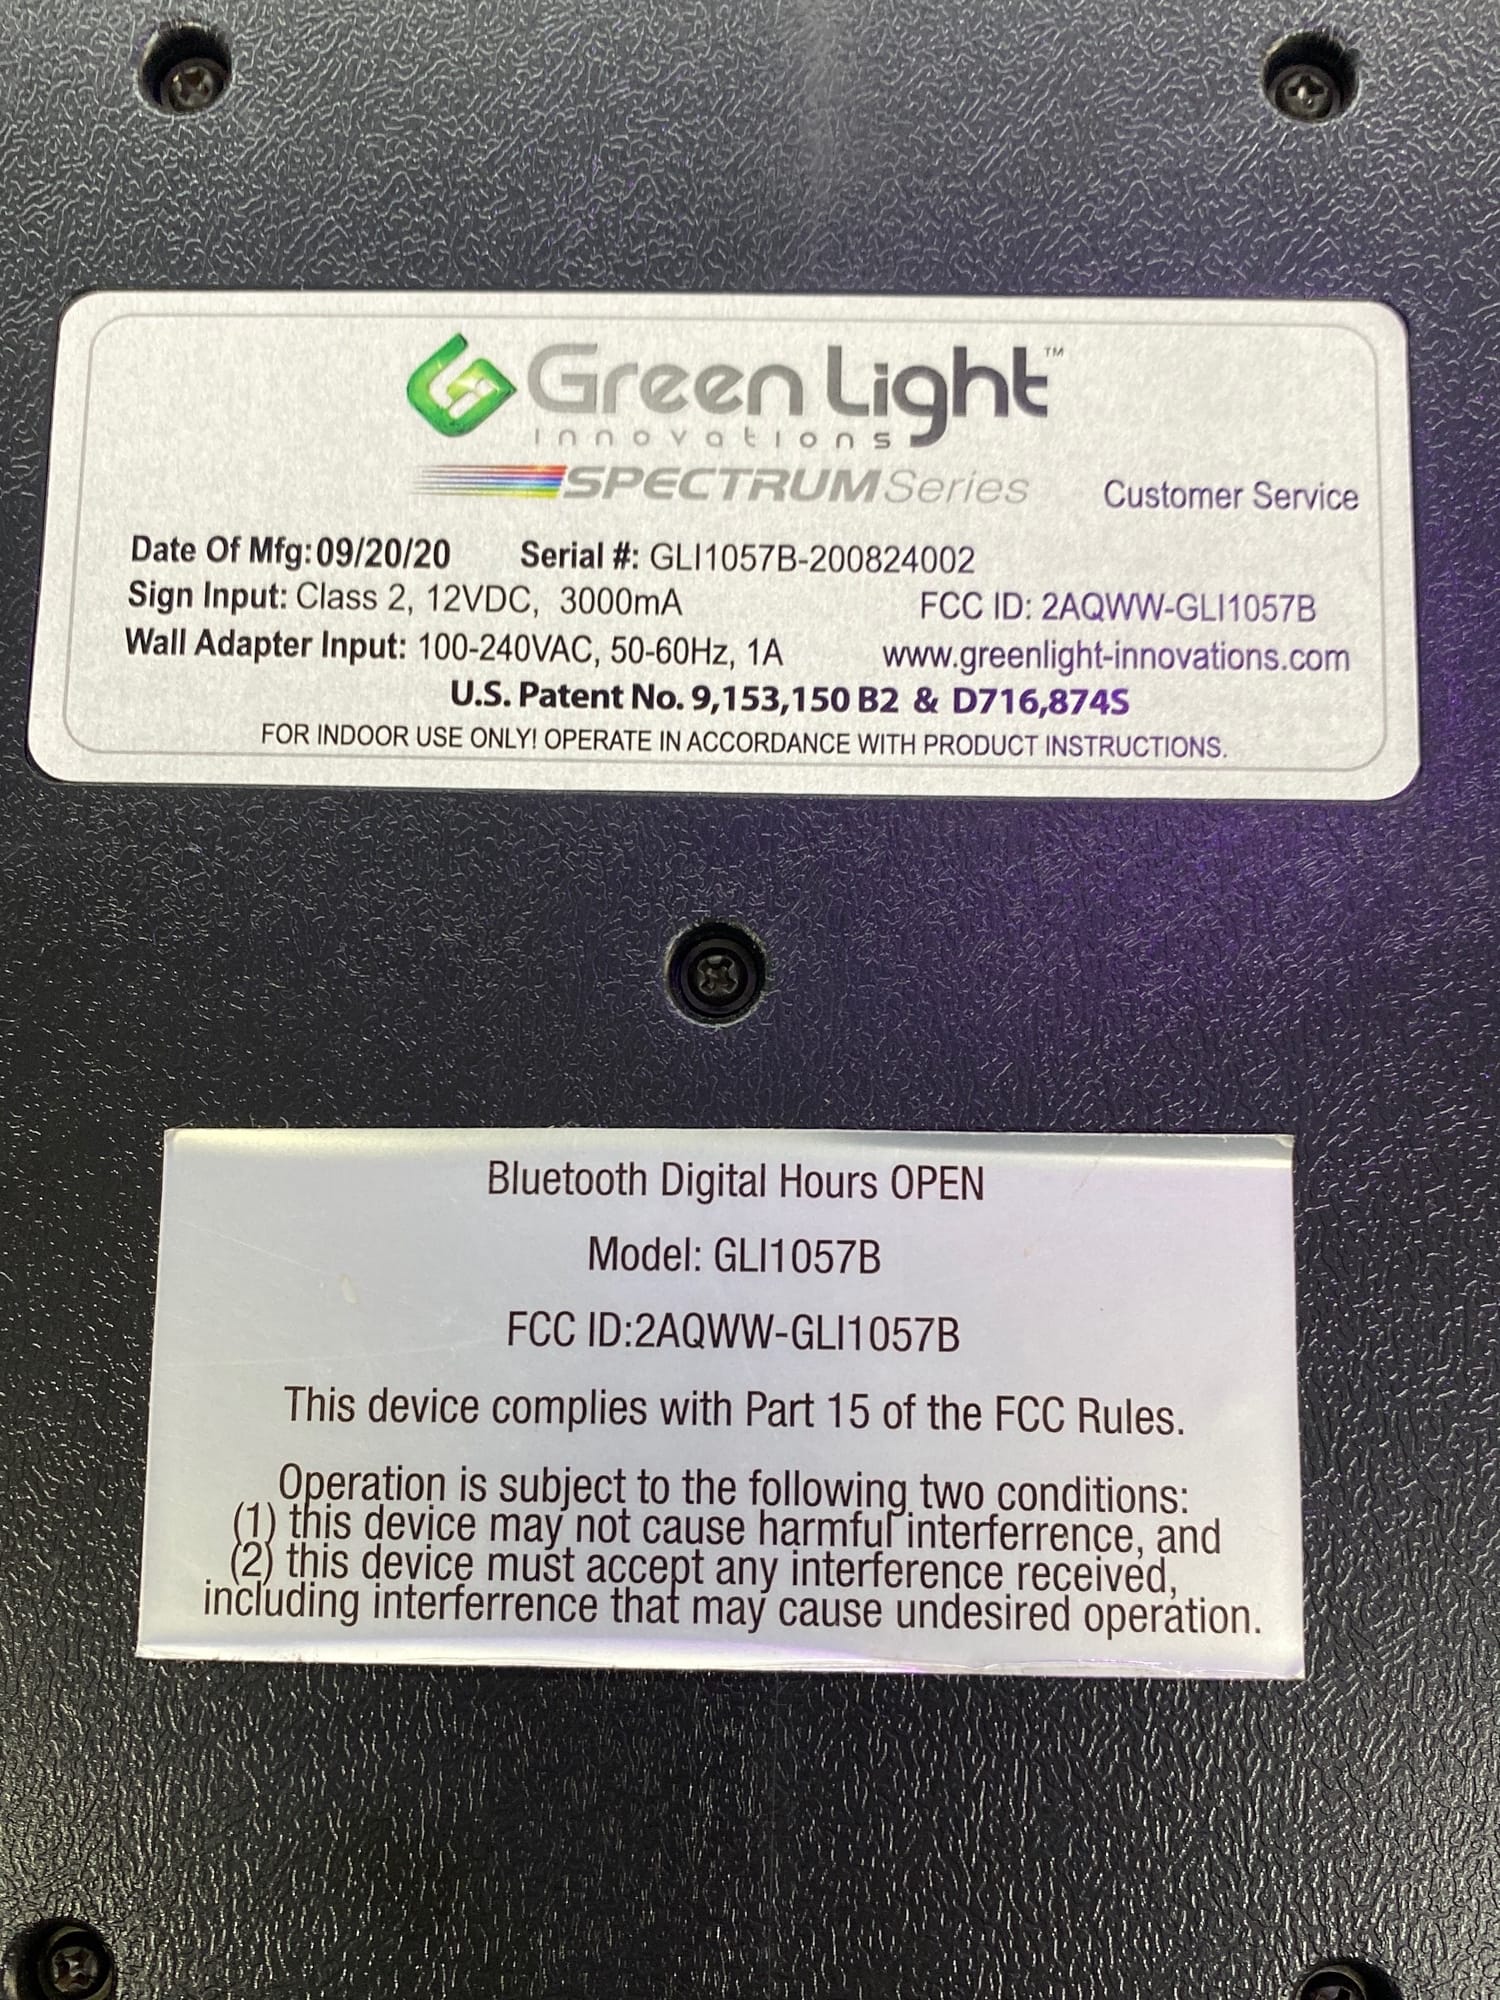 Green Light™
innovations
SPECTRUM Series
Customer Service
Date Of Mfg: 09/20/20 Serial #: GLI1057B-200824002
Sign Input: Class 2, 12VDC, 3000mA FCC ID: 2AQWW-GLI1057B
Wall Adapter Input: 100-240VAC, 50-60Hz, 1A www.greenlight-innovations.com
U.S. Patent No. 9,153,150 B2 & D716,874S
FOR INDOOR USE ONLY! OPERATE IN ACCORDANCE WITH PRODUCT INSTRUCTIONS.
Bluetooth Digital Hours OPEN
Model: GLI1057B
FCC ID:2AQWW-GLI1057B
This device complies with Part 15 of the FCC Rules.
Operation is subject to the following two conditions:
(1) this device may not cause harmful interferrence, and
(2) this device must accept any interference received,
including interferrence that may cause undesired operation.